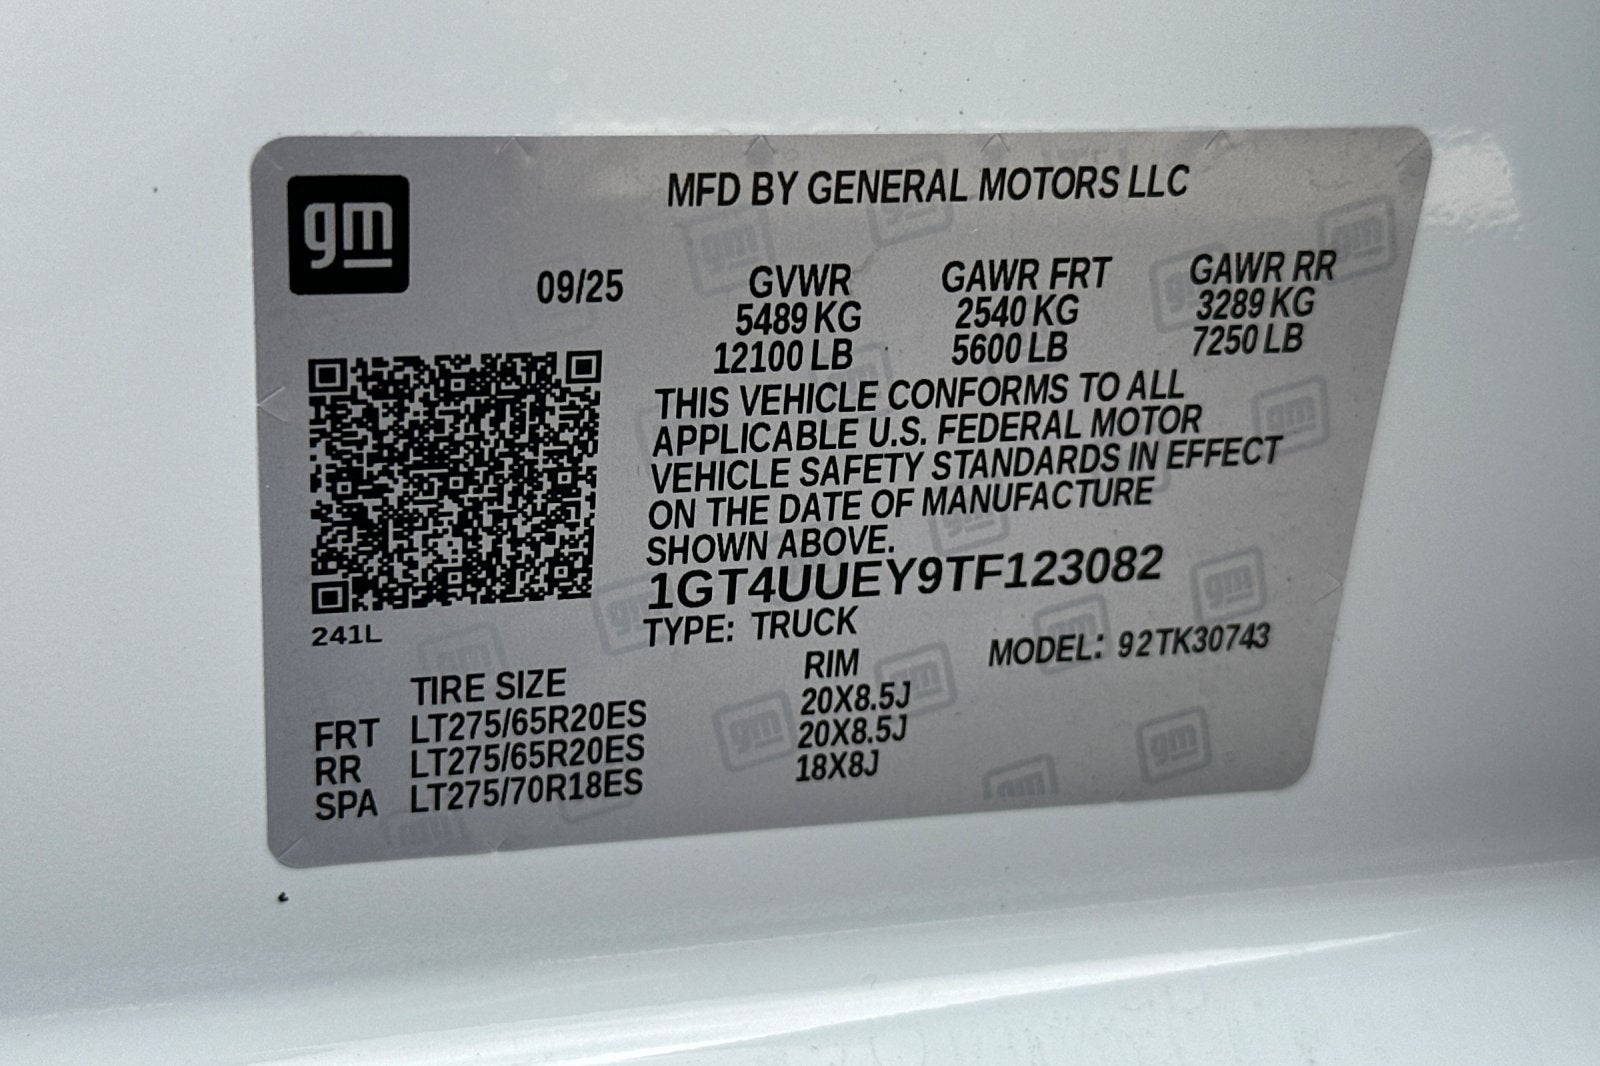 gm
MFD BY GENERAL MOTORS LLC
09/25 GVWR GAWR FRT GAWR RR
5489 KG 2540 KG 3289 KG
12100 LB 5600 LB 7250 LB
THIS VEHICLE CONFORMS TO ALL
APPLICABLE U.S. FEDERAL MOTOR
VEHICLE SAFETY STANDARDS IN EFFECT
ON THE DATE OF MANUFACTURE
SHOWN ABOVE.
1GT4UUEY9TF123082
241L
TYPE: TRUCK MODEL: 92TK30743
TIRE SIZE RIM
FRT LT275/65R20ES 20X8.5J
RR LT275/65R20ES 20X8.5J
SPA LT275/70R18ES 18X8J